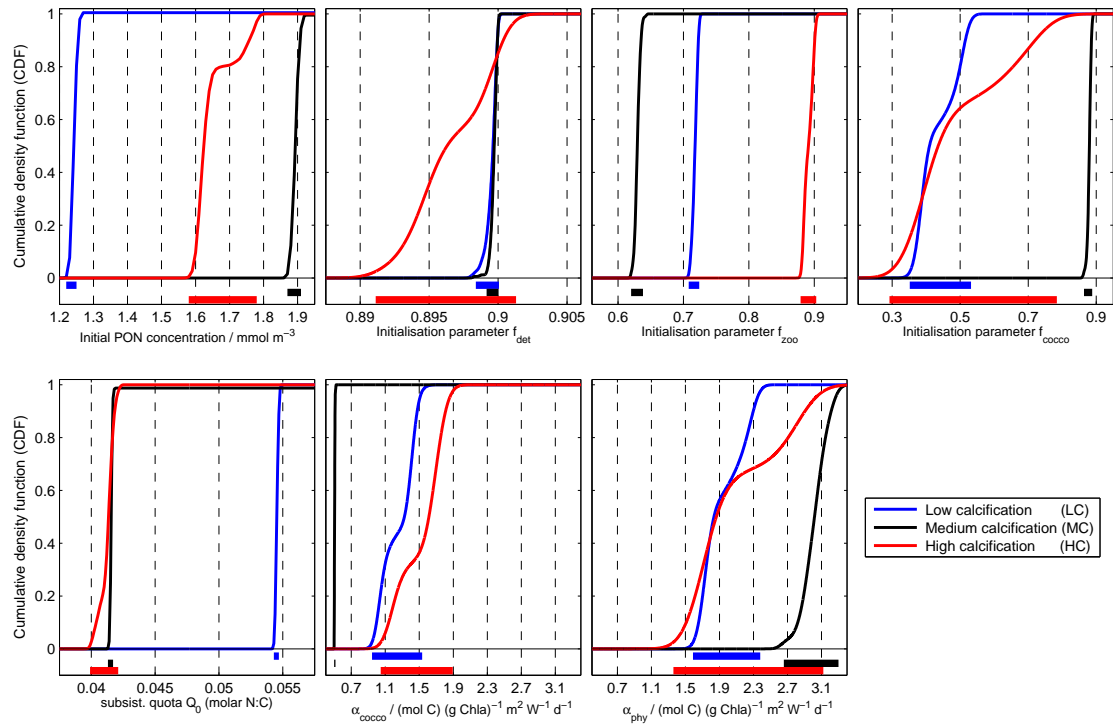 Cumulative density function (CDF)
1
0.8
0.6
0.4
0.2
0
1.2 1.3 1.4 1.5 1.6 1.7 1.8 1.9
Initial PON concentration / mmol m⁻³
0.89 0.895 0.9 0.905
Initialisation parameter f_det
0.6 0.7 0.8 0.9
Initialisation parameter f_zoo
0.3 0.5 0.7 0.9
Initialisation parameter f_cocco
Cumulative density function (CDF)
1
0.8
0.6
0.4
0.2
0
0.04 0.045 0.05 0.055
subsist. quota Q₀ (molar N:C)
0.7 1.1 1.5 1.9 2.3 2.7 3.1
α_cocco / (mol C) (g Chla)⁻¹ m² W⁻¹ d⁻¹
0.7 1.1 1.5 1.9 2.3 2.7 3.1
α_phy / (mol C) (g Chla)⁻¹ m² W⁻¹ d⁻¹
Low calcification (LC)
Medium calcification (MC)
High calcification (HC)